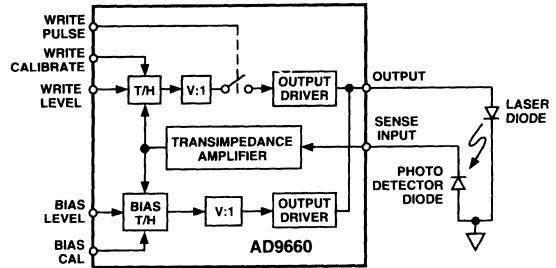 WRITE
PULSE
WRITE
CALIBRATE
WRITE
LEVEL
T/H
V:1
OUTPUT
DRIVER
OUTPUT
LASER
DIODE
SENSE
INPUT
TRANSIMPEDANCE
AMPLIFIER
PHOTO
DETECTOR
DIODE
BIAS
LEVEL
BIAS
T/H
V:1
OUTPUT
DRIVER
BIAS
CAL
AD9660